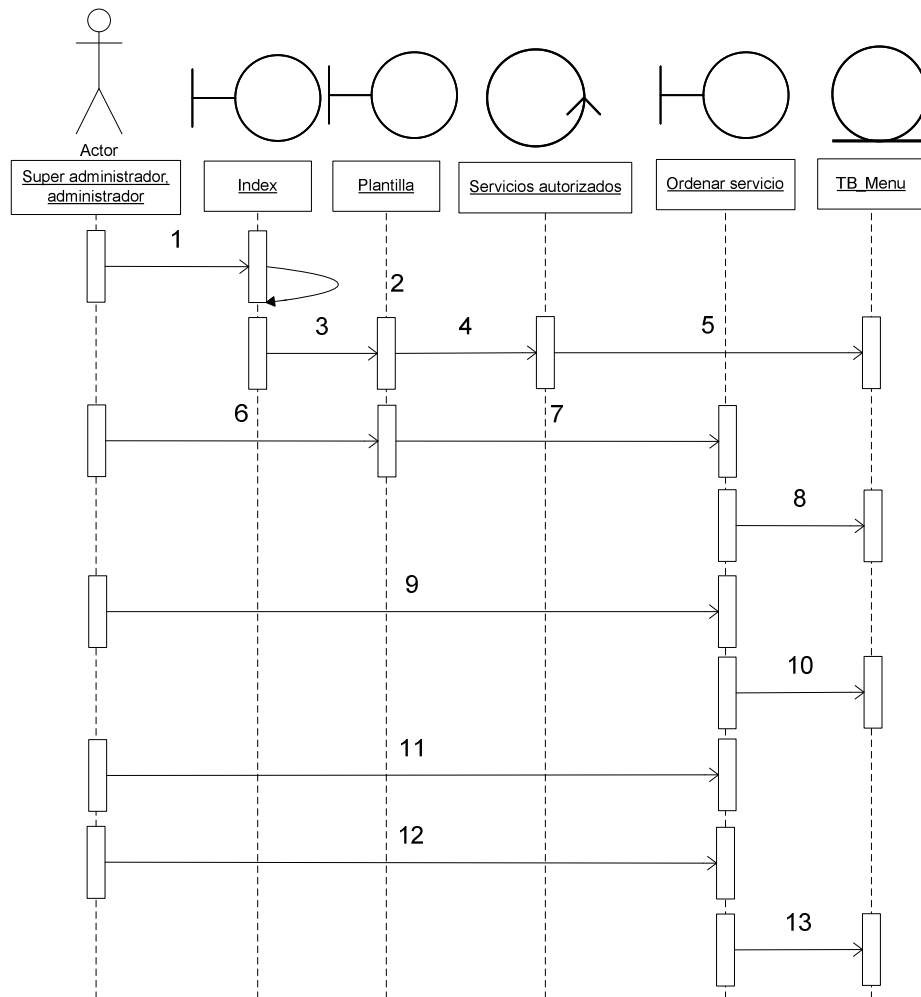 Actor
Super administrador,
administrador
Index
Plantilla
Servicios autorizados
Ordenar servicio
TB_Menu
1
2
3
4
5
6
7
8
9
10
11
12
13